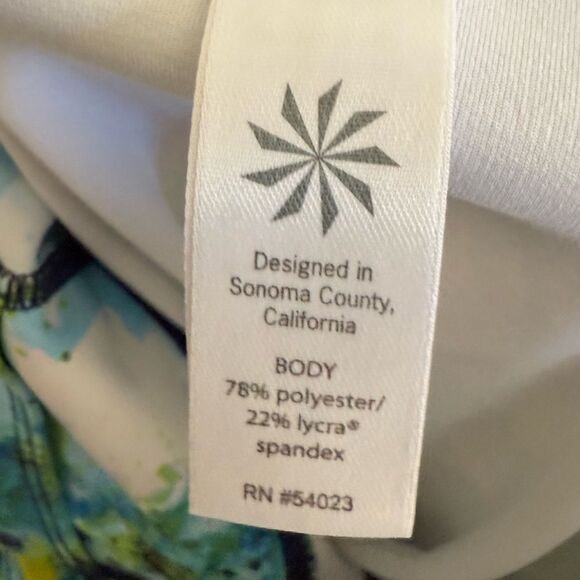 Designed in
Sonoma County,
California
BODY
78% polyester/
22% lycra®
spandex
RN #54023